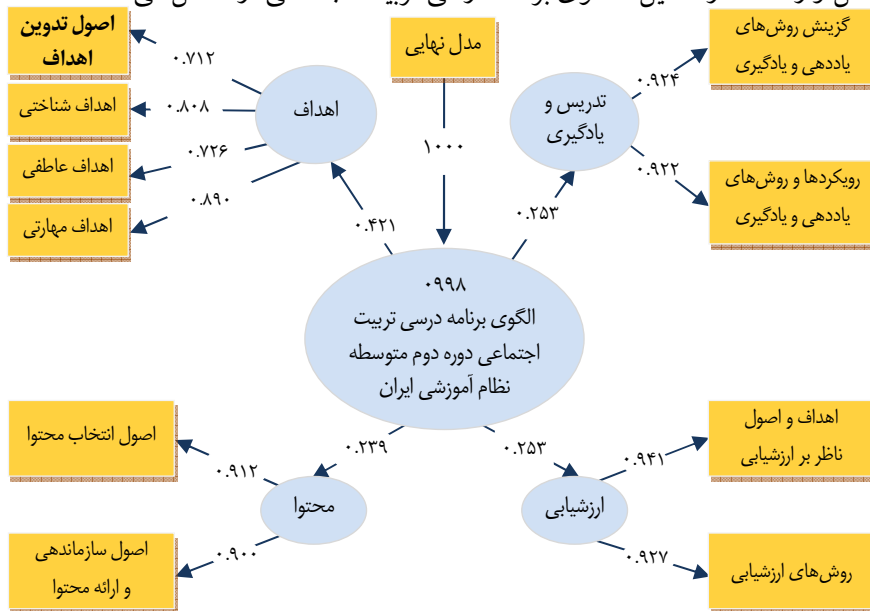 اصول تدوین
اهداف
اهداف شناختی
اهداف عاطفی
اهداف مهارتی
۰.۷۱۲
۰.۸۰۸
۰.۷۲۶
۰.۸۹۰
اهداف
مدل نهایی
۱۰۰۰
تدریس و
یادگیری
۰.۹۲۴
۰.۹۲۲
گزینش روش‌های
یاددهی و یادگیری
رویکردها و روش‌های
یاددهی و یادگیری
۰.۴۲۱
۰.۲۵۳
۰۹۹۸
الگوی برنامه درسی تربیت
اجتماعی دوره دوم متوسطه
نظام آموزشی ایران
۰.۲۳۹
۰.۲۵۳
محتوا
۰.۹۱۲
۰.۹۰۰
اصول انتخاب محتوا
اصول سازماندهی
و ارائه محتوا
ارزشیابی
۰.۹۴۱
۰.۹۲۷
اهداف و اصول
ناظر بر ارزشیابی
روش‌های ارزشیابی